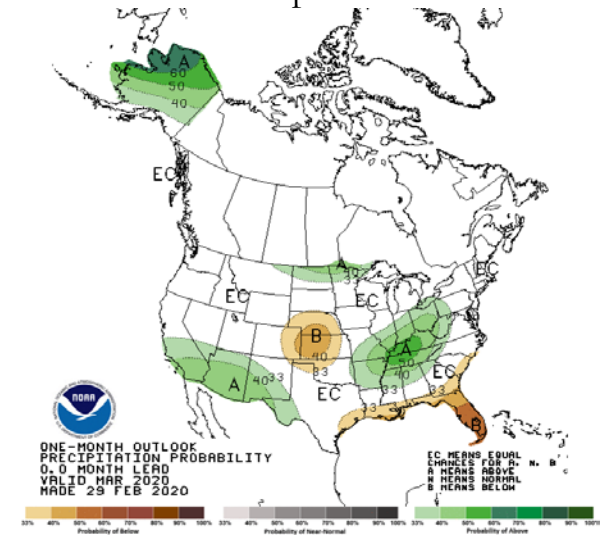 A
60
50
40
EC
A
33
EC
EC
EC
B
40
33
A
50
40
A
40 33
EC
EC
33
33
33
B
NOAA
ONE-MONTH OUTLOOK
PRECIPITATION PROBABILITY
0.0 MONTH LEAD
VALID MAR 2020
MADE 29 FEB 2020
EC MEANS EQUAL
CHANCES FOR A, N, B
A MEANS ABOVE
N MEANS NORMAL
B MEANS BELOW
33% 40% 50% 60% 70% 80% 90% 100%
Probability of Below
33% 40% 50% 60% 70% 80% 90% 100%
Probability of Near-Normal
33% 40% 50% 60% 70% 80% 90% 100%
Probability of Above